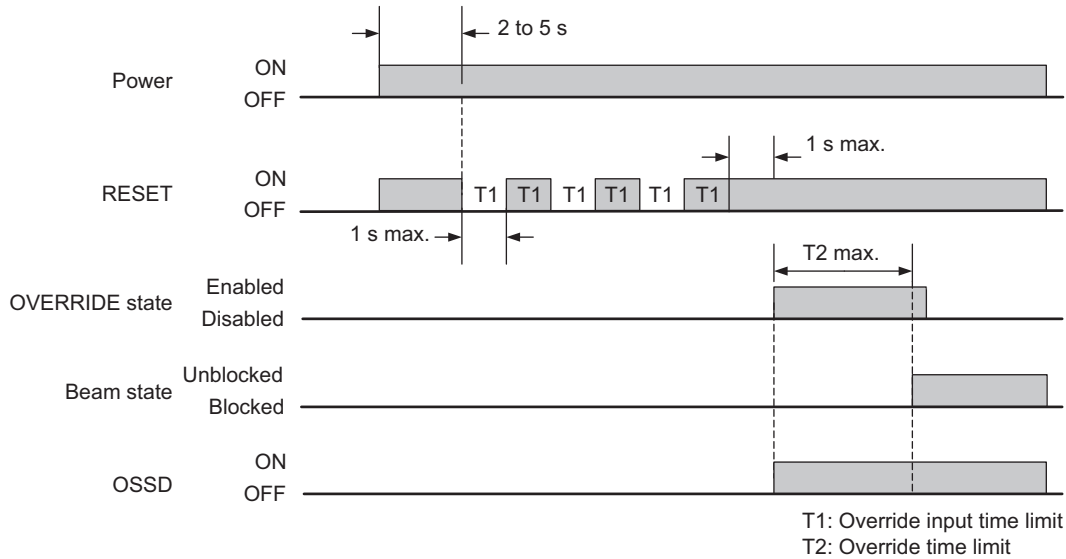 2 to 5 s
Power
ON
OFF
1 s max.
RESET
ON
OFF
T1 T1 T1 T1 T1 T1
1 s max.
T2 max.
OVERRIDE state
Enabled
Disabled
Beam state
Unblocked
Blocked
OSSD
ON
OFF
T1: Override input time limit
T2: Override time limit